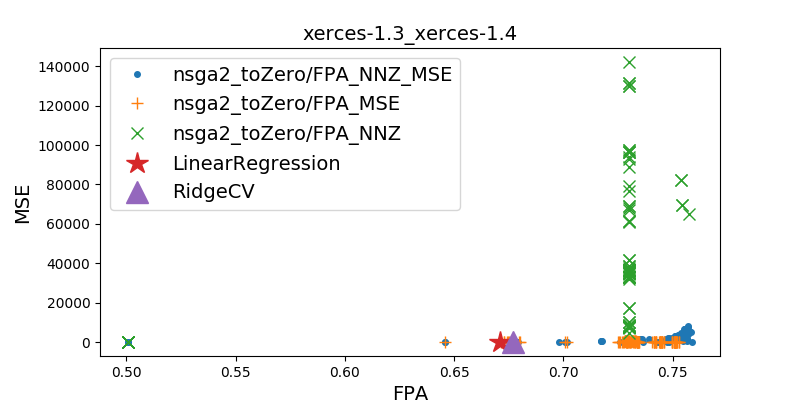 xerces-1.3_xerces-1.4
nsga2_toZero/FPA_NNZ_MSE
nsga2_toZero/FPA_MSE
nsga2_toZero/FPA_NNZ
LinearRegression
RidgeCV
MSE
140000
120000
100000
80000
60000
40000
20000
0
0.50 0.55 0.60 0.65 0.70 0.75
FPA